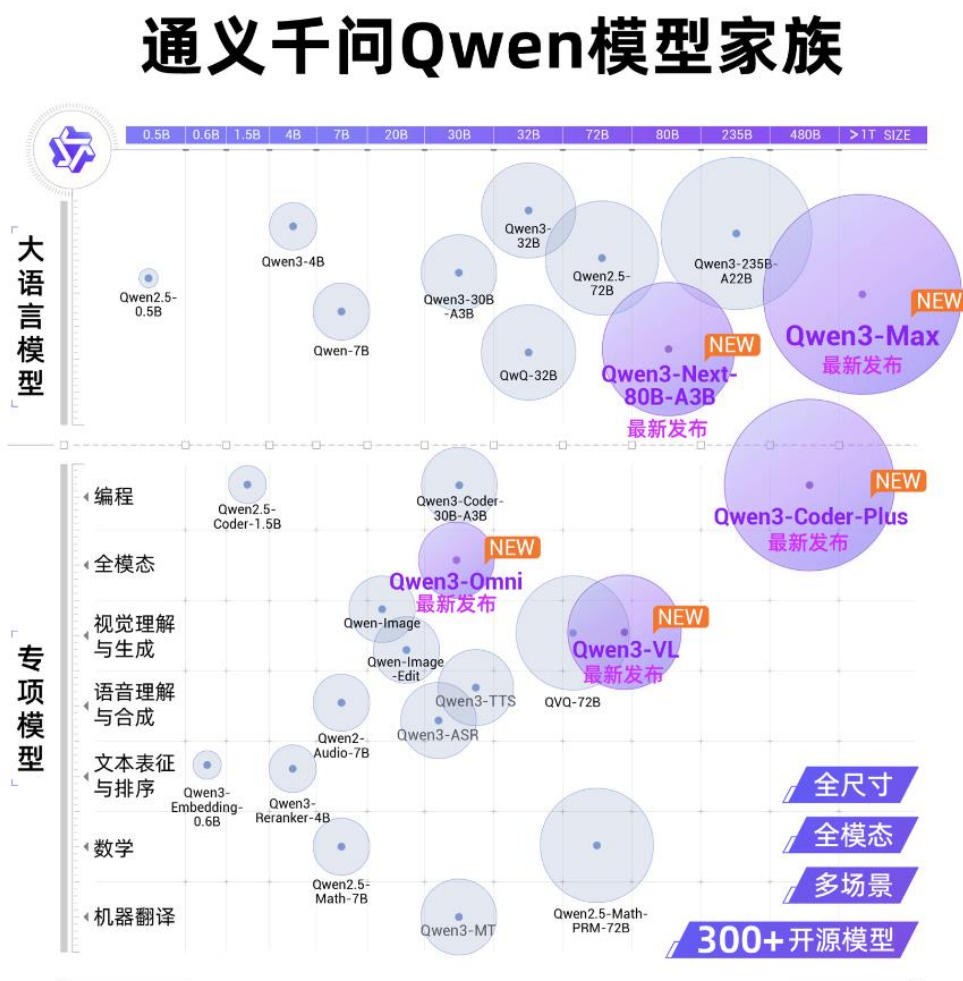 通义千问Qwen模型家族
0.5B 0.6B 1.5B 4B 7B 20B 30B 32B 72B 80B 235B 480B >1T SIZE
大语言模型
Qwen2.5-
0.5B
Qwen3-4B
Qwen-7B
Qwen3-30B
-A3B
Qwen3-
32B
QwQ-32B
Qwen2.5-
72B
NEW
Qwen3-Next-
80B-A3B
最新发布
Qwen3-235B-
A22B
NEW
Qwen3-Max
最新发布
专项模型
编程
Qwen2.5-
Coder-1.5B
Qwen3-Coder-
30B-A3B
NEW
Qwen3-Coder-Plus
最新发布
全模态
NEW
Qwen3-Omni
最新发布
视觉理解
与生成
Qwen-Image
Qwen-Image
-Edit
QVQ-72B
NEW
Qwen3-VL
最新发布
语音理解
与合成
Qwen2-
Audio-7B
Qwen3-TTS
Qwen3-ASR
文本表征
与排序
Qwen3-
Embedding-
0.6B
Qwen3-
Reranker-4B
数学
Qwen2.5-
Math-7B
Qwen2.5-Math-
PRM-72B
机器翻译
Qwen3-MT
全尺寸
全模态
多场景
300+开源模型